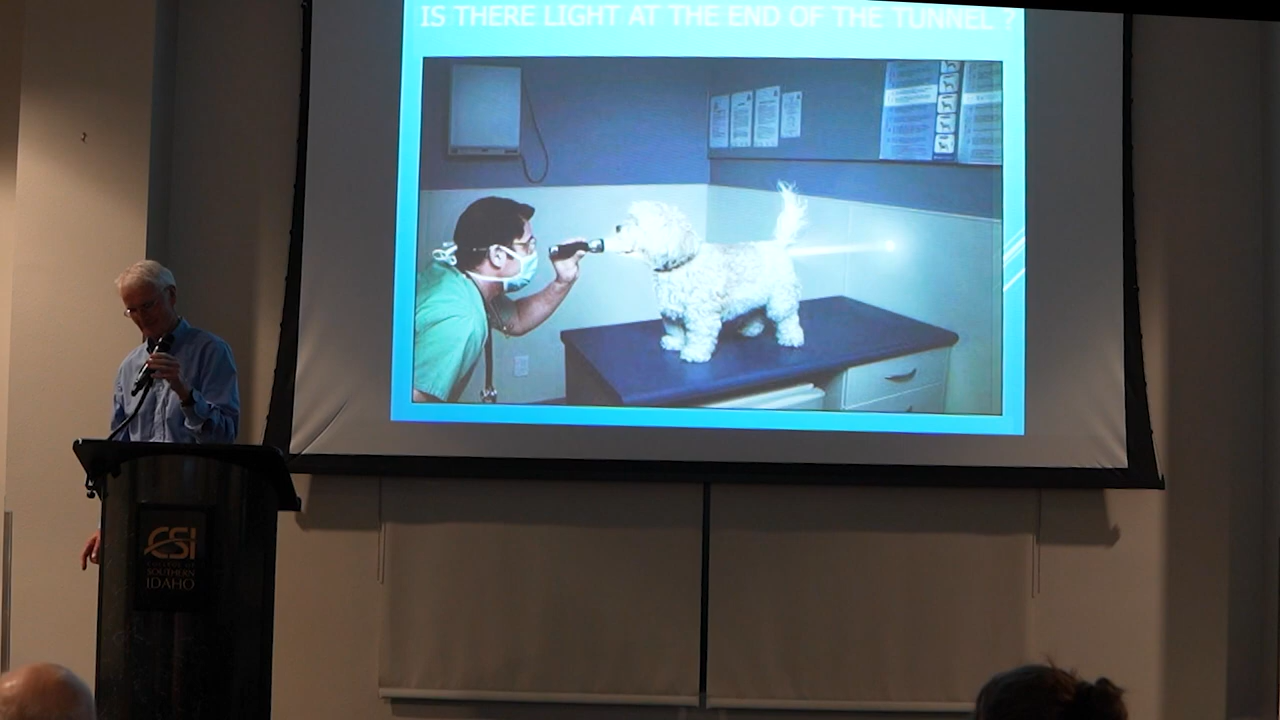 IS THERE LIGHT AT THE END OF THE TUNNEL ?
CSI
COLLEGE OF
SOUTHERN
IDAHO